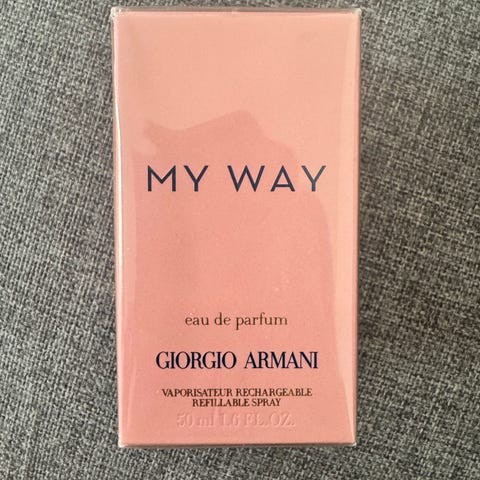 MY WAY
eau de parfum
GIORGIO ARMANI
VAPORISATEUR RECHARGEABLE
REFILLABLE SPRAY
50 ml 1.6 FL.OZ.